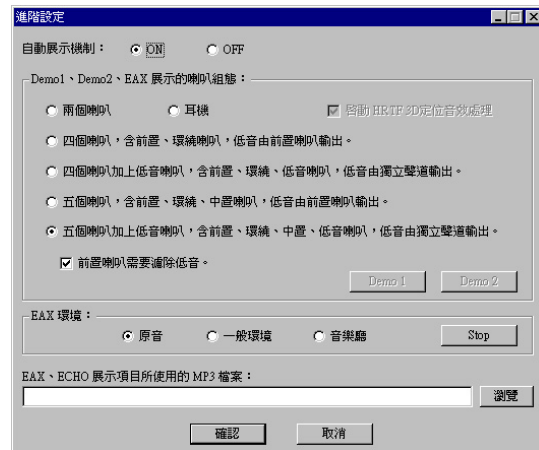 進階設定
自動展示機制： ON OFF
Demo1、Demo2、EAX 展示的喇叭組態：
兩個喇叭 耳機 啓動 HRTF 3D定位音效處理
四個喇叭，含前置、環繞喇叭，低音由前置喇叭輸出。
四個喇叭加上低音喇叭，含前置、環繞、低音喇叭，低音由獨立聲道輸出。
五個喇叭，含前置、環繞、中置喇叭，低音由前置喇叭輸出。
五個喇叭加上低音喇叭，含前置、環繞、中置、低音喇叭，低音由獨立聲道輸出。
前置喇叭需要濾除低音。
Demo 1 Demo 2
EAX 環境：
原音 一般環境 音樂廳 Stop
EAX、ECHO 展示項目所使用的 MP3 檔案：
瀏覽
確認 取消